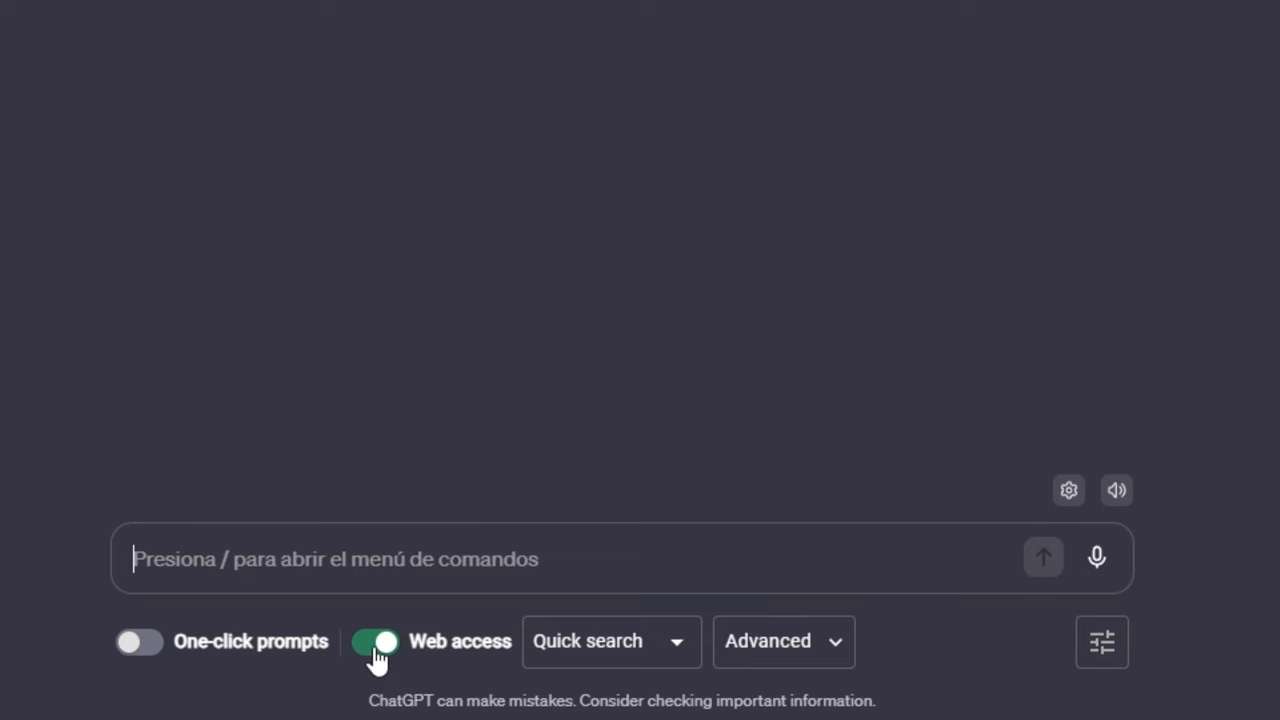 Presiona / para abrir el menú de comandos
One-click prompts Web access Quick search Advanced
ChatGPT can make mistakes. Consider checking important information.